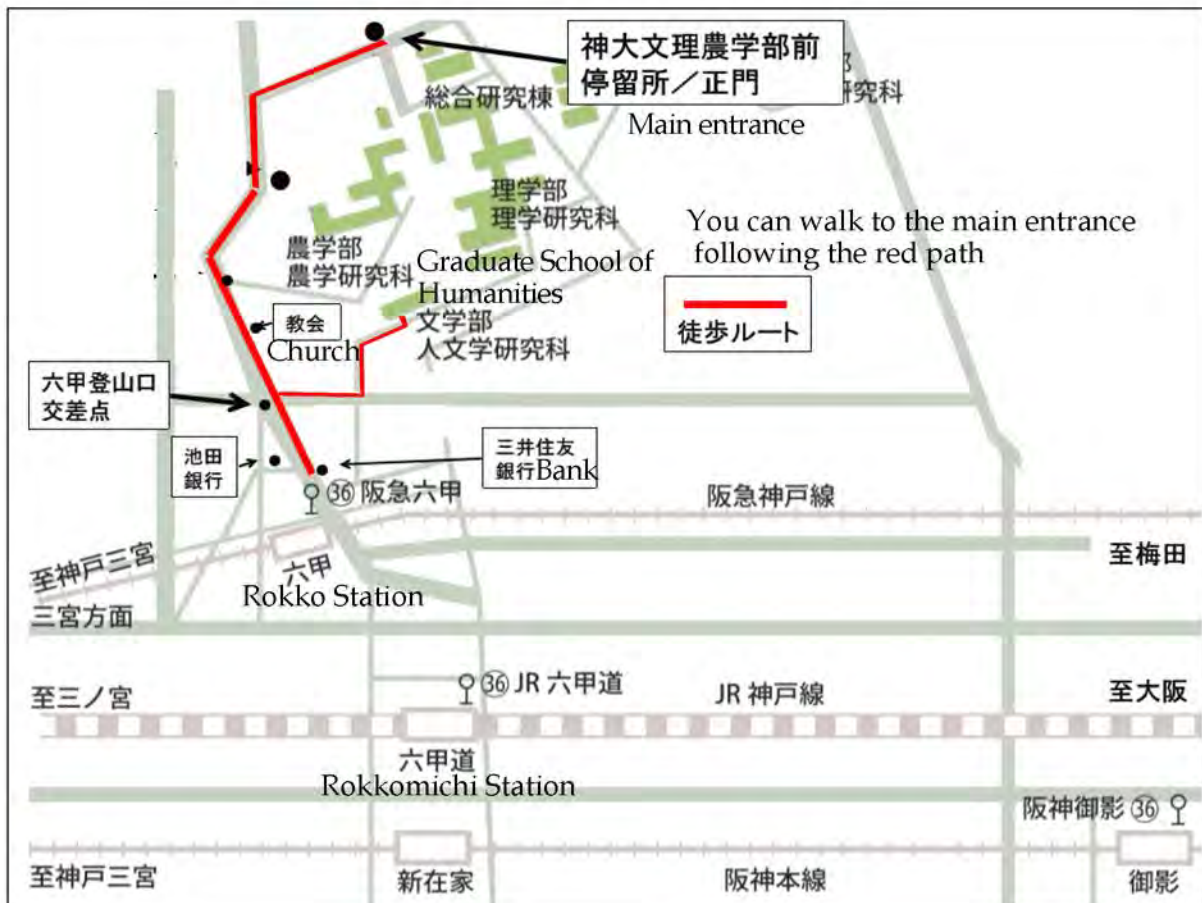 神大文理農学部前
停留所／正門
部
研究科
総合研究棟
Main entrance
理学部
理学研究科
You can walk to the main entrance
following the red path
農学部
農学研究科
Graduate School of
Humanities
徒歩ルート
文学部
人文学研究科
教会
Church
六甲登山口
交差点
池田
銀行
三井住友
銀行Bank
㊱ 阪急六甲
阪急神戸線
至神戸三宮
六甲
至梅田
Rokko Station
三宮方面
㊱ JR 六甲道
至三ノ宮
JR 神戸線
至大阪
六甲道
Rokkomichi Station
阪神御影 ㊱
至神戸三宮
新在家
阪神本線
御影